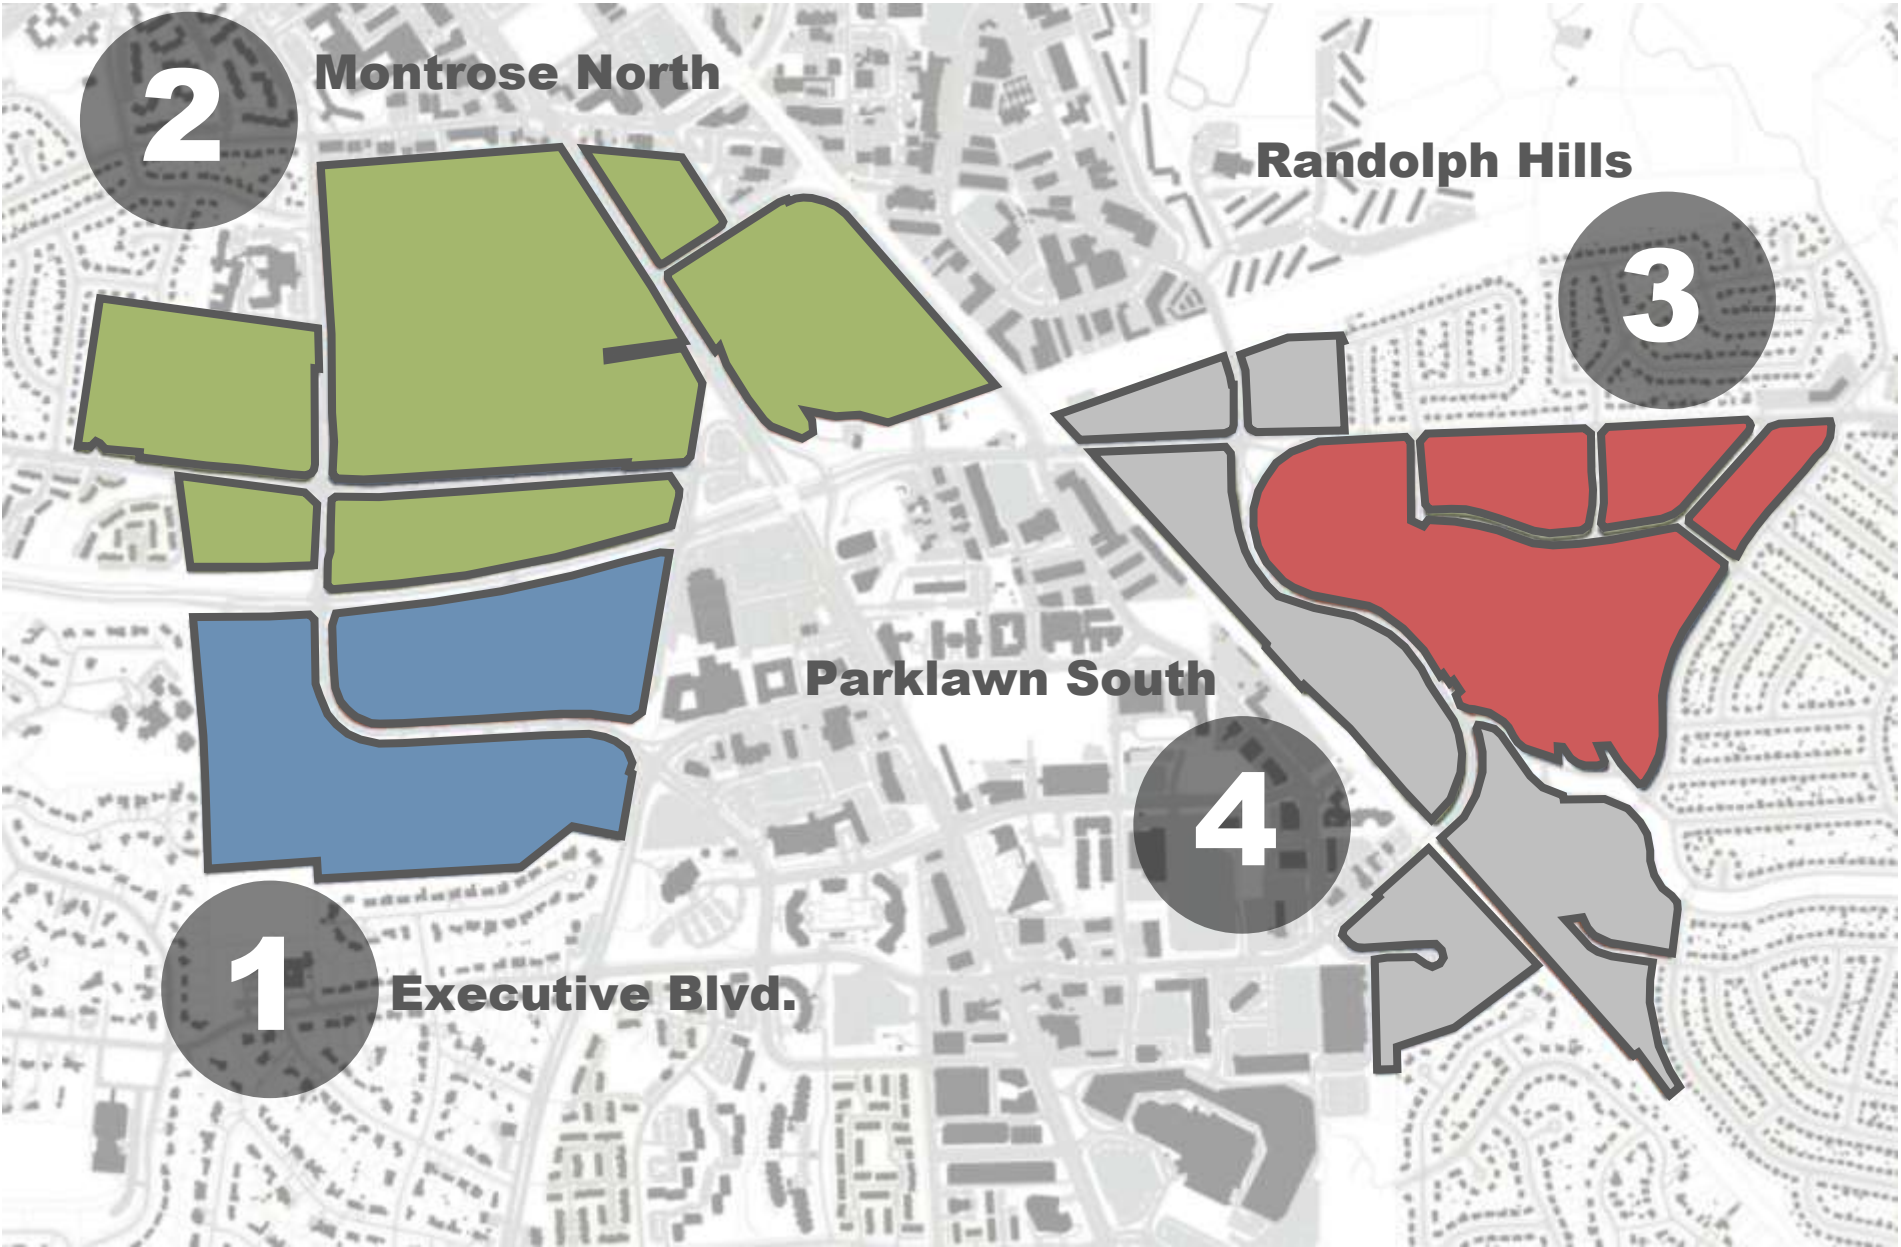 2
Montrose North
Randolph Hills
3
Parklawn South
4
1
Executive Blvd.